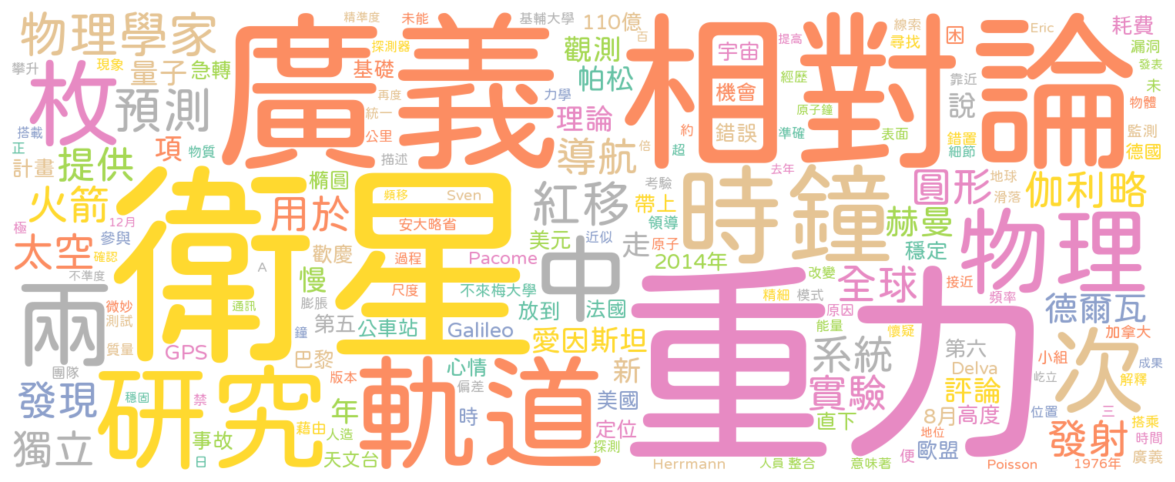 物理學家
精準度
未能
基輔大學
110億
線索
Eric
耗費
攀升
現象
量子
急轉
探測器
基礎
廣義
相對論
觀測
宇宙
提高
百
尋找
困
漏洞
發表
枚
預測
再度
統一
力學
帕松
機會
經歷
靠近
未
搭載
正
物質
公里
理論
約
錯誤
原子鐘
準確
表面
說
物體
計畫
提供
項
描述
倍
導航
超
錯置
細節
監測
德國
火箭
橢圓
頻移
Sven
紅移
考驗
去年
時鐘
圓形
地球
滑落
伽利略
極
12月
參與
衛星
用於
安大略省
近似
帶上
領導
赫曼
物理
太空
確認
歡慶
過程
Pacome
美元
走
原子
2014年
穩定
不準度
A
慢
尺度
不來梅大學
中
改變
全球
接近
兩
微妙
測試
通訊
膨脹
放到
法國
重力
精細
模式
原因
頻率
德爾瓦
質量
GPS
鐘
第五
公車站
Galileo
愛因斯坦
能量
懷疑
系統
第六
加拿大
團隊
研究
巴黎
版本
軌道
心情
偏差
新
實驗
Delva
評論
小組
屹立
次
成果
解釋
發現
穩固
禁
藉由
年
人造
時
美國
定位
直下
8月
高度
位置
三
搭乘
獨立
事故
日
天文台
探測
Herrmann
人員
整合
意味著
便
地位
歐盟
Poisson
發射
1976年
時間
廣義